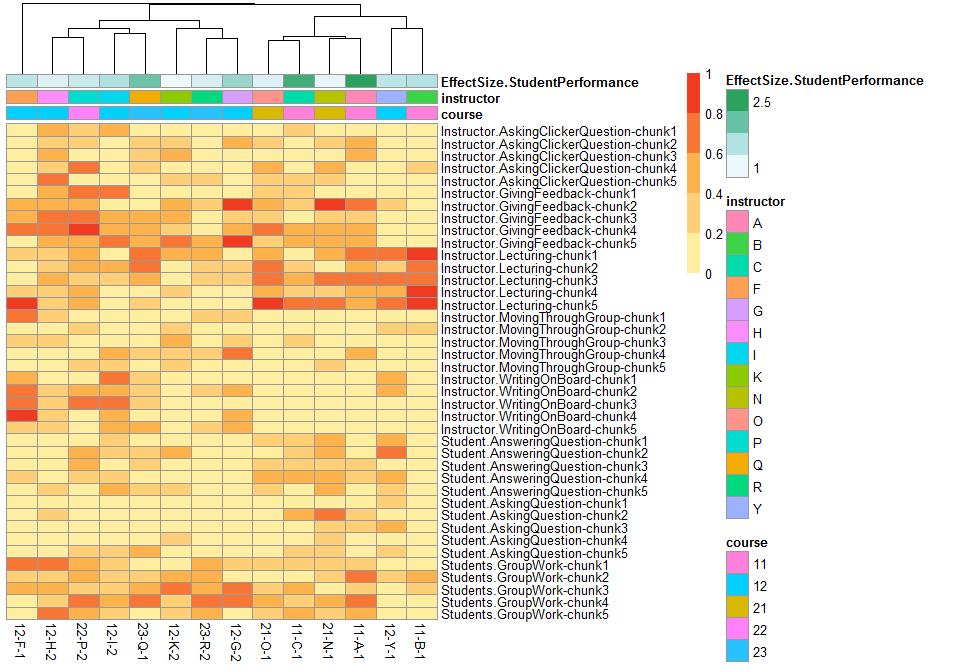 EffectSize.StudentPerformance
instructor
course
Instructor.AskingClickerQuestion-chunk1
Instructor.AskingClickerQuestion-chunk2
Instructor.AskingClickerQuestion-chunk3
Instructor.AskingClickerQuestion-chunk4
Instructor.AskingClickerQuestion-chunk5
Instructor.GivingFeedback-chunk1
Instructor.GivingFeedback-chunk2
Instructor.GivingFeedback-chunk3
Instructor.GivingFeedback-chunk4
Instructor.GivingFeedback-chunk5
Instructor.Lecturing-chunk1
Instructor.Lecturing-chunk2
Instructor.Lecturing-chunk3
Instructor.Lecturing-chunk4
Instructor.Lecturing-chunk5
Instructor.MovingThroughGroup-chunk1
Instructor.MovingThroughGroup-chunk2
Instructor.MovingThroughGroup-chunk3
Instructor.MovingThroughGroup-chunk4
Instructor.MovingThroughGroup-chunk5
Instructor.WritingOnBoard-chunk1
Instructor.WritingOnBoard-chunk2
Instructor.WritingOnBoard-chunk3
Instructor.WritingOnBoard-chunk4
Instructor.WritingOnBoard-chunk5
Student.AnsweringQuestion-chunk1
Student.AnsweringQuestion-chunk2
Student.AnsweringQuestion-chunk3
Student.AnsweringQuestion-chunk4
Student.AnsweringQuestion-chunk5
Student.AskingQuestion-chunk1
Student.AskingQuestion-chunk2
Student.AskingQuestion-chunk3
Student.AskingQuestion-chunk4
Student.AskingQuestion-chunk5
Students.GroupWork-chunk1
Students.GroupWork-chunk2
Students.GroupWork-chunk3
Students.GroupWork-chunk4
Students.GroupWork-chunk5
12-F-1
12-H-2
22-P-2
12-I-2
23-Q-1
12-K-2
23-R-2
12-G-2
21-O-1
11-C-1
21-N-1
11-A-1
12-Y-1
11-B-1
1
0.8
0.6
0.4
0.2
0
EffectSize.StudentPerformance
2.5
1
instructor
A
B
C
F
G
H
I
K
N
O
P
Q
R
Y
course
11
12
21
22
23